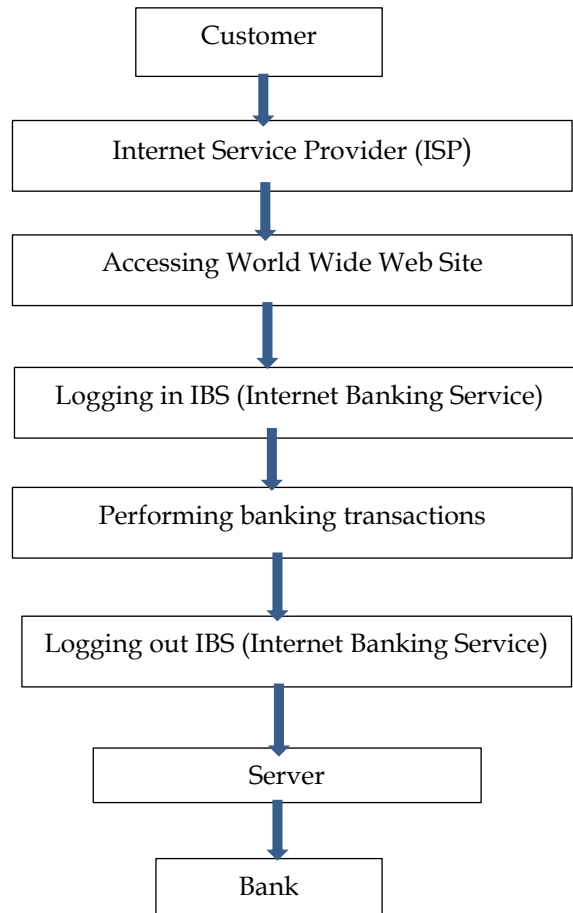 Customer
Internet Service Provider (ISP)
Accessing World Wide Web Site
Logging in IBS (Internet Banking Service)
Performing banking transactions
Logging out IBS (Internet Banking Service)
Server
Bank